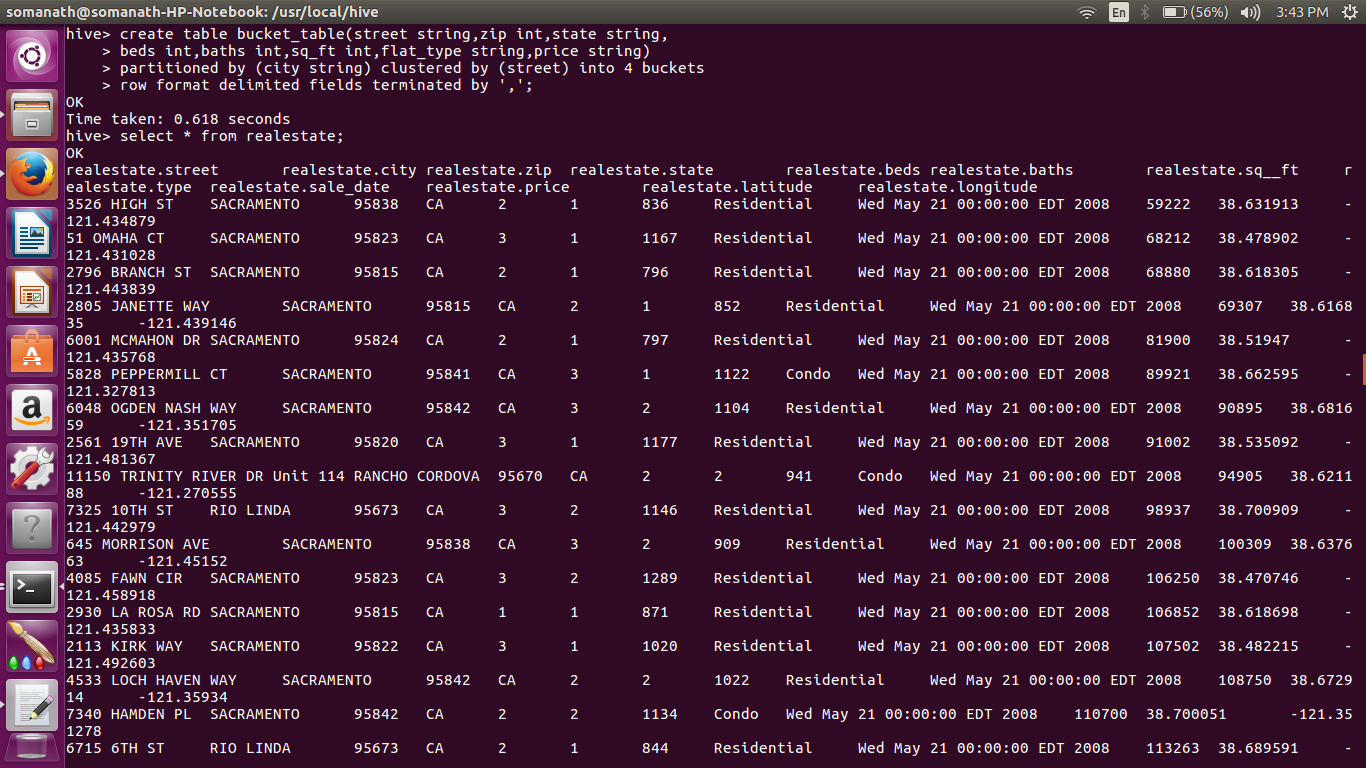 somanath@somanath-HP-Notebook: /usr/local/hive En (56%) 3:43 PM
hive> create table bucket_table(street string,zip int,state string,
    > beds int,baths int,sq_ft int,flat_type string,price string)
    > partitioned by (city string) clustered by (street) into 4 buckets
    > row format delimited fields terminated by ',';
OK
Time taken: 0.618 seconds
hive> select * from realestate;
OK
realestate.street realestate.city realestate.zip realestate.state realestate.beds realestate.baths realestate.sq__ft r
ealestate.type realestate.sale_date realestate.price realestate.latitude realestate.longitude
3526 HIGH ST SACRAMENTO 95838 CA 2 1 836 Residential Wed May 21 00:00:00 EDT 2008 59222 38.631913 -
121.434879
51 OMAHA CT SACRAMENTO 95823 CA 3 1 1167 Residential Wed May 21 00:00:00 EDT 2008 68212 38.478902 -
121.431028
2796 BRANCH ST SACRAMENTO 95815 CA 2 1 796 Residential Wed May 21 00:00:00 EDT 2008 68880 38.618305 -
121.443839
2805 JANETTE WAY SACRAMENTO 95815 CA 2 1 852 Residential Wed May 21 00:00:00 EDT 2008 69307 38.6168
35 -121.439146
6001 MCMAHON DR SACRAMENTO 95824 CA 2 1 797 Residential Wed May 21 00:00:00 EDT 2008 81900 38.51947 -
121.435768
5828 PEPPERMILL CT SACRAMENTO 95841 CA 3 1 1122 Condo Wed May 21 00:00:00 EDT 2008 89921 38.662595 -
121.327813
6048 OGDEN NASH WAY SACRAMENTO 95842 CA 3 2 1104 Residential Wed May 21 00:00:00 EDT 2008 90895 38.6816
59 -121.351705
2561 19TH AVE SACRAMENTO 95820 CA 3 1 1177 Residential Wed May 21 00:00:00 EDT 2008 91002 38.535092 -
121.481367
11150 TRINITY RIVER DR Unit 114 RANCHO CORDOVA 95670 CA 2 2 941 Condo Wed May 21 00:00:00 EDT 2008 94905 38.6211
88 -121.270555
7325 10TH ST RIO LINDA 95673 CA 3 2 1146 Residential Wed May 21 00:00:00 EDT 2008 98937 38.700909 -
121.442979
645 MORRISON AVE SACRAMENTO 95838 CA 3 2 909 Residential Wed May 21 00:00:00 EDT 2008 100309 38.6376
63 -121.45152
4085 FAWN CIR SACRAMENTO 95823 CA 3 2 1289 Residential Wed May 21 00:00:00 EDT 2008 106250 38.470746 -
121.458918
2930 LA ROSA RD SACRAMENTO 95815 CA 1 1 871 Residential Wed May 21 00:00:00 EDT 2008 106852 38.618698 -
121.435833
2113 KIRK WAY SACRAMENTO 95822 CA 3 1 1020 Residential Wed May 21 00:00:00 EDT 2008 107502 38.482215 -
121.492603
4533 LOCH HAVEN WAY SACRAMENTO 95842 CA 2 2 1022 Residential Wed May 21 00:00:00 EDT 2008 108750 38.6729
14 -121.35934
7340 HAMDEN PL SACRAMENTO 95842 CA 2 2 1134 Condo Wed May 21 00:00:00 EDT 2008 110700 38.700051 -121.35
1278
6715 6TH ST RIO LINDA 95673 CA 2 1 844 Residential Wed May 21 00:00:00 EDT 2008 113263 38.689591 -